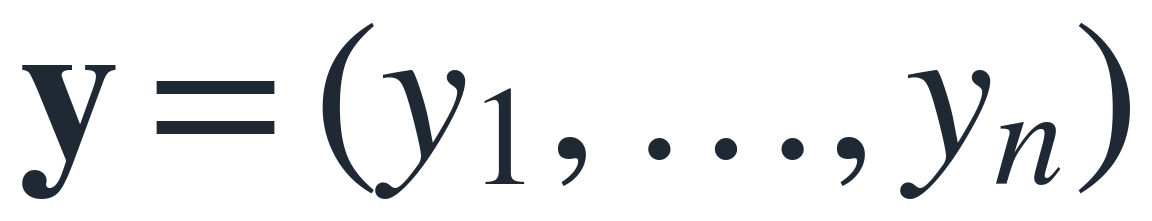 𝐲 = (y₁, . . . , yₙ)